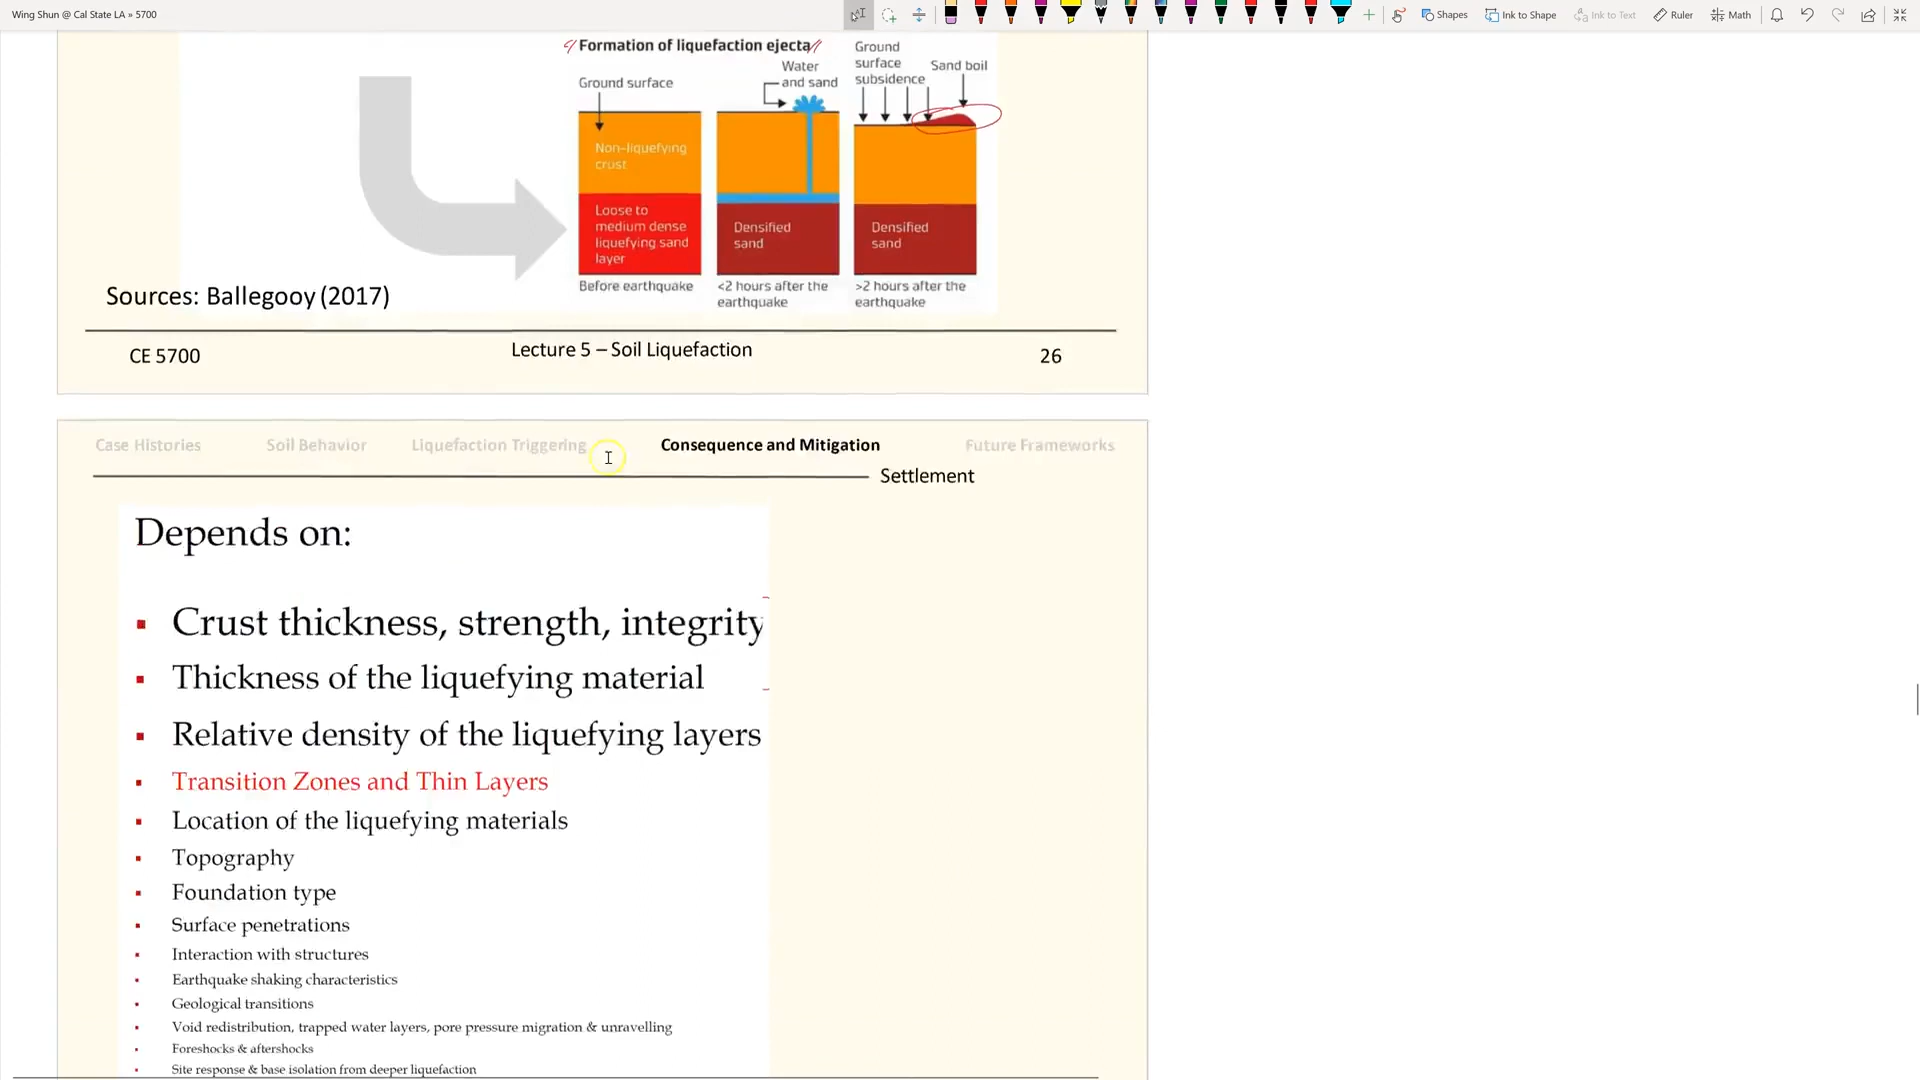 Wing Shun @ Cal State LA » 5700
Shapes
Ink to Shape
Ink to Text
Ruler
Math
Formation of liquefaction ejecta
Ground surface
Water
and sand
Ground
surface
subsidence
Sand boil
Non-liquefying
crust
Loose to
medium dense
liquefying sand
layer
Densified
sand
Densified
sand
Before earthquake
<2 hours after the
earthquake
>2 hours after the
earthquake
Sources: Ballegooy (2017)
CE 5700
Lecture 5 – Soil Liquefaction
26
Case Histories
Soil Behavior
Liquefaction Triggering
Consequence and Mitigation
Future Frameworks
Settlement
Depends on:
▪ Crust thickness, strength, integrity
▪ Thickness of the liquefying material
▪ Relative density of the liquefying layers
▪ Transition Zones and Thin Layers
▪ Location of the liquefying materials
▪ Topography
▪ Foundation type
▪ Surface penetrations
▪ Interaction with structures
▪ Earthquake shaking characteristics
▪ Geological transitions
▪ Void redistribution, trapped water layers, pore pressure migration & unravelling
▪ Foreshocks & aftershocks
▪ Site response & base isolation from deeper liquefaction